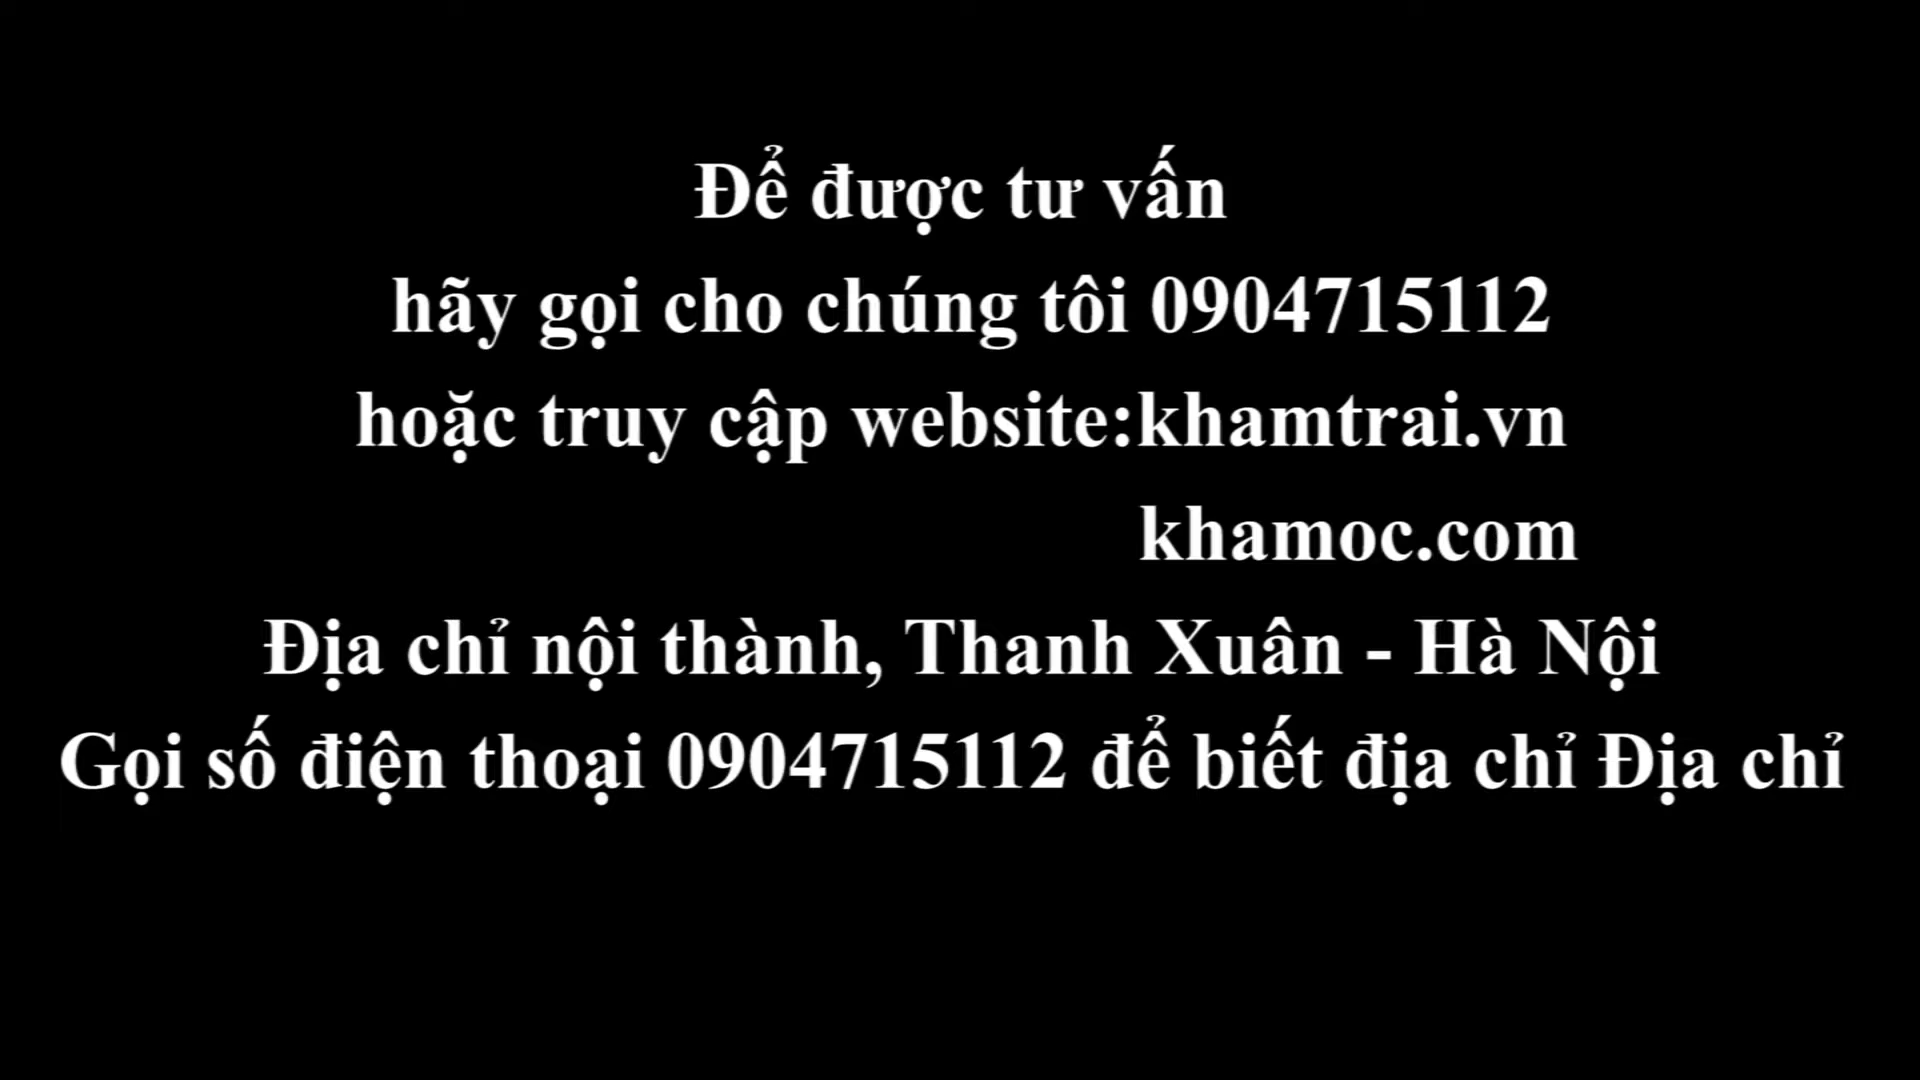 Để được tư vấn
hãy gọi cho chúng tôi 0904715112
hoặc truy cập website:khamtrai.vn
khamoc.com
Địa chỉ nội thành, Thanh Xuân - Hà Nội
Gọi số điện thoại 0904715112 để biết địa chỉ Địa chỉ